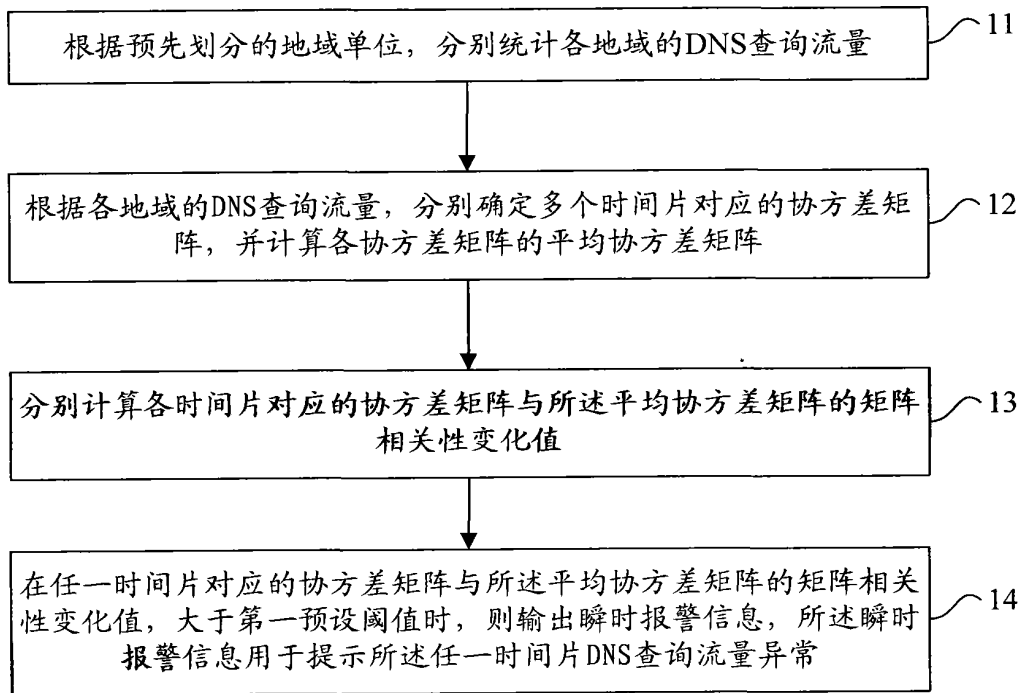 根据预先划分的地域单位，分别统计各地域的DNS查询流量
11
根据各地域的DNS查询流量，分别确定多个时间片对应的协方差矩
阵，并计算各协方差矩阵的平均协方差矩阵
12
分别计算各时间片对应的协方差矩阵与所述平均协方差矩阵的矩阵
相关性变化值
13
在任一时间片对应的协方差矩阵与所述平均协方差矩阵的矩阵相关
性变化值，大于第一预设阈值时，则输出瞬时报警信息，所述瞬时
报警信息用于提示所述任一时间片DNS查询流量异常
14